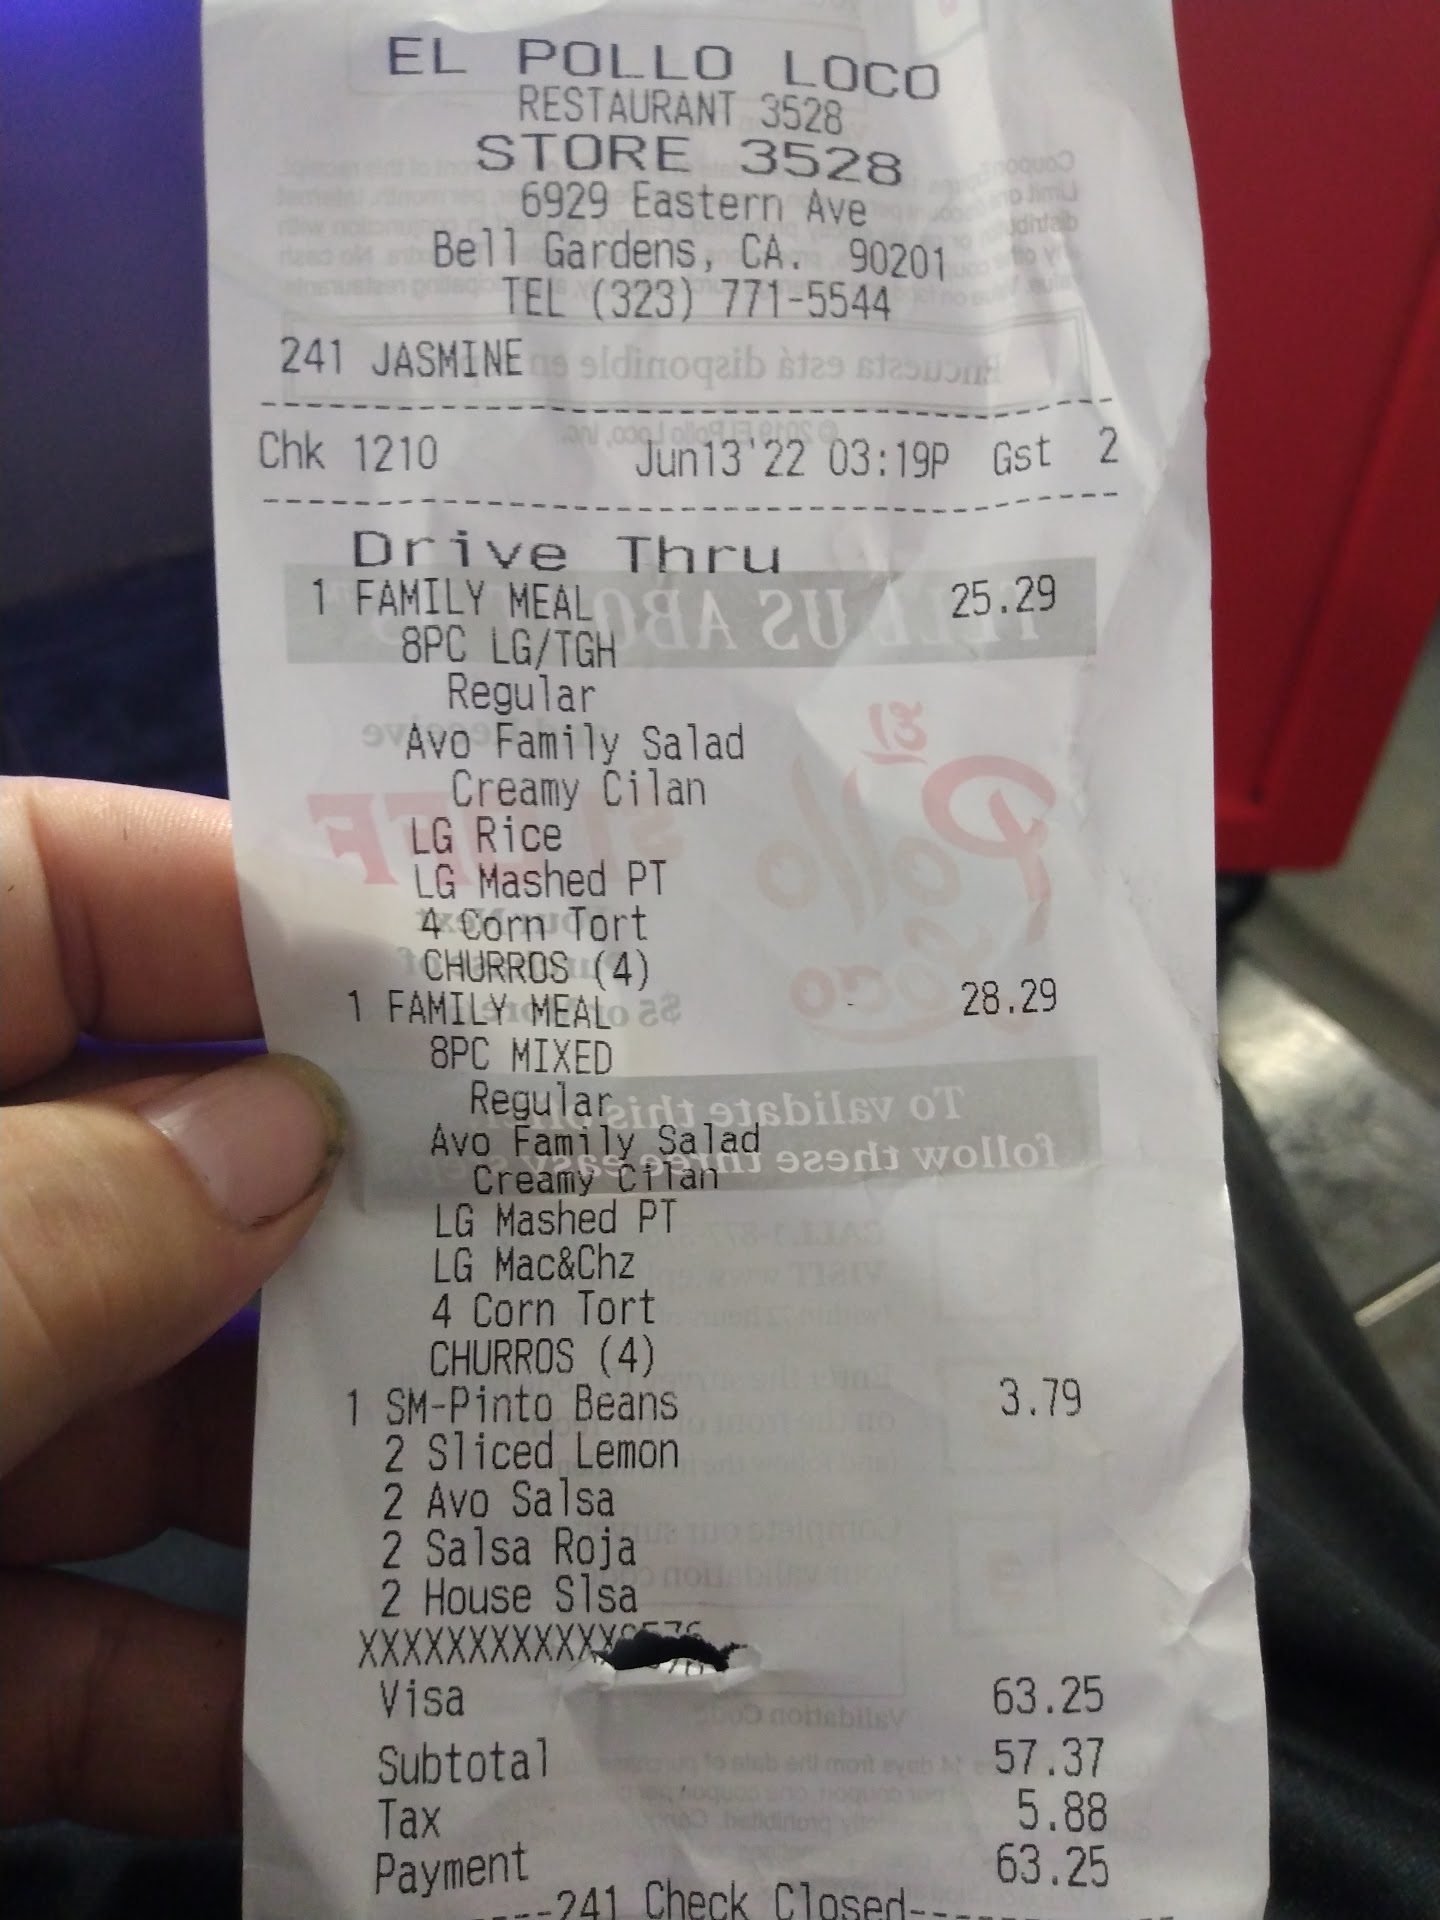 EL POLLO LOCO
RESTAURANT 3528
STORE 3528
6929 Eastern Ave
Bell Gardens, CA. 90201
TEL (323) 771-5544
241 JASMINE
Chk 1210 Jun13'22 03:19P Gst 2
Drive Thru
1 FAMILY MEAL 25.29
8PC LG/TGH
Regular
Avo Family Salad
Creamy Cilan
LG Rice
LG Mashed PT
4 Corn Tort
CHURROS (4)
1 FAMILY MEAL 28.29
8PC MIXED
Regular
Avo Family Salad
Creamy Cilan
LG Mashed PT
LG Mac&Chz
4 Corn Tort
CHURROS (4)
1 SM-Pinto Beans 3.79
2 Sliced Lemon
2 Avo Salsa
2 Salsa Roja
2 House Slsa
XXXXXXXXXXXX
Visa 63.25
Subtotal 57.37
Tax 5.88
Payment 63.25
----241 Check Closed-------